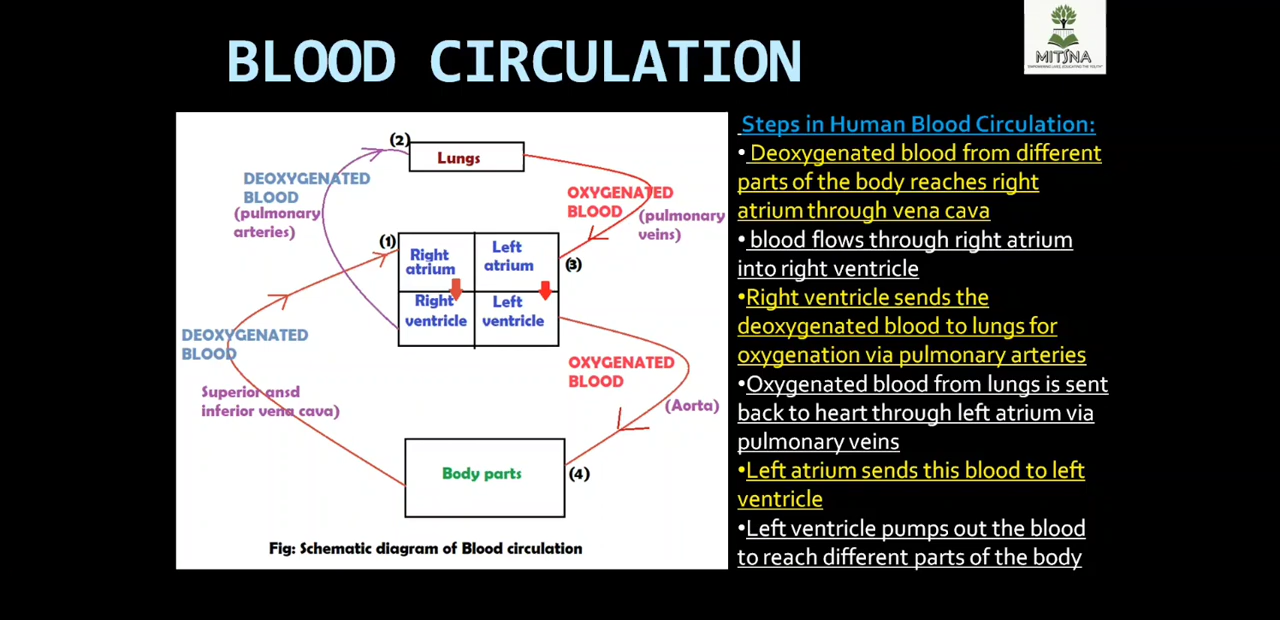 BLOOD CIRCULATION
MITJNA
(2)
Lungs
DEOXYGENATED
BLOOD
(pulmonary
arteries)
OXYGENATED
BLOOD
(pulmonary
veins)
(1)
Right
atrium
Left
atrium
(3)
Right
ventricle
Left
ventricle
DEOXYGENATED
BLOOD
Superior ansd
inferior vena cava)
OXYGENATED
BLOOD
(Aorta)
Body parts
(4)
Fig: Schematic diagram of Blood circulation
Steps in Human Blood Circulation:
• Deoxygenated blood from different
parts of the body reaches right
atrium through vena cava
• blood flows through right atrium
into right ventricle
•Right ventricle sends the
deoxygenated blood to lungs for
oxygenation via pulmonary arteries
•Oxygenated blood from lungs is sent
back to heart through left atrium via
pulmonary veins
•Left atrium sends this blood to left
ventricle
•Left ventricle pumps out the blood
to reach different parts of the body